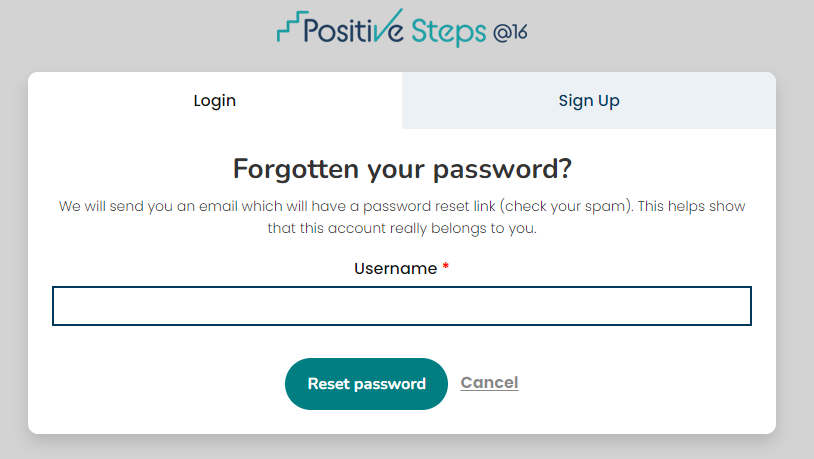 Positive Steps @16
Login
Sign Up
Forgotten your password?
We will send you an email which will have a password reset link (check your spam). This helps show
that this account really belongs to you.
Username *
Reset password
Cancel